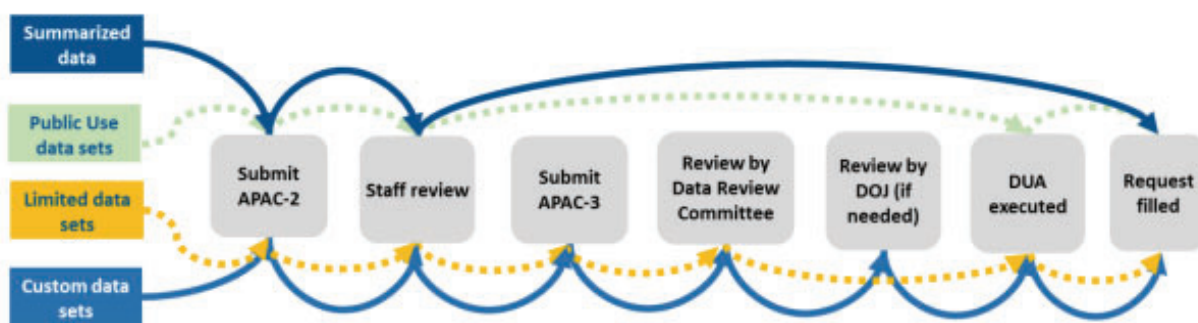 Summarized
data
Public Use
data sets
Limited data
sets
Custom data
sets
Submit
APAC-2
Staff review
Submit
APAC-3
Review by
Data Review
Committee
Review by
DOJ (if
needed)
DUA
executed
Request
filled